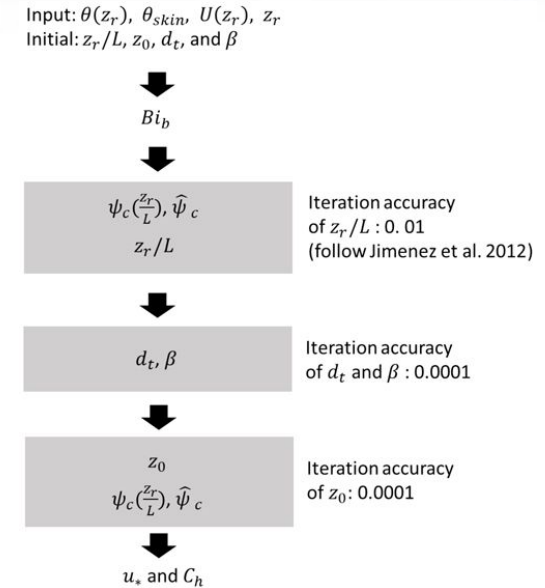 Input: θ(z_r), θ_skin, U(z_r), z_r
Initial: z_r/L, z_0, d_t, and β
Bi_b
ψ_c(z_r/L), ψ̂_c
z_r/L
Iteration accuracy
of z_r/L : 0. 01
(follow Jimenez et al. 2012)
d_t, β
Iteration accuracy
of d_t and β : 0.0001
z_0
ψ_c(z_r/L), ψ̂_c
Iteration accuracy
of z_0: 0.0001
u_* and C_h